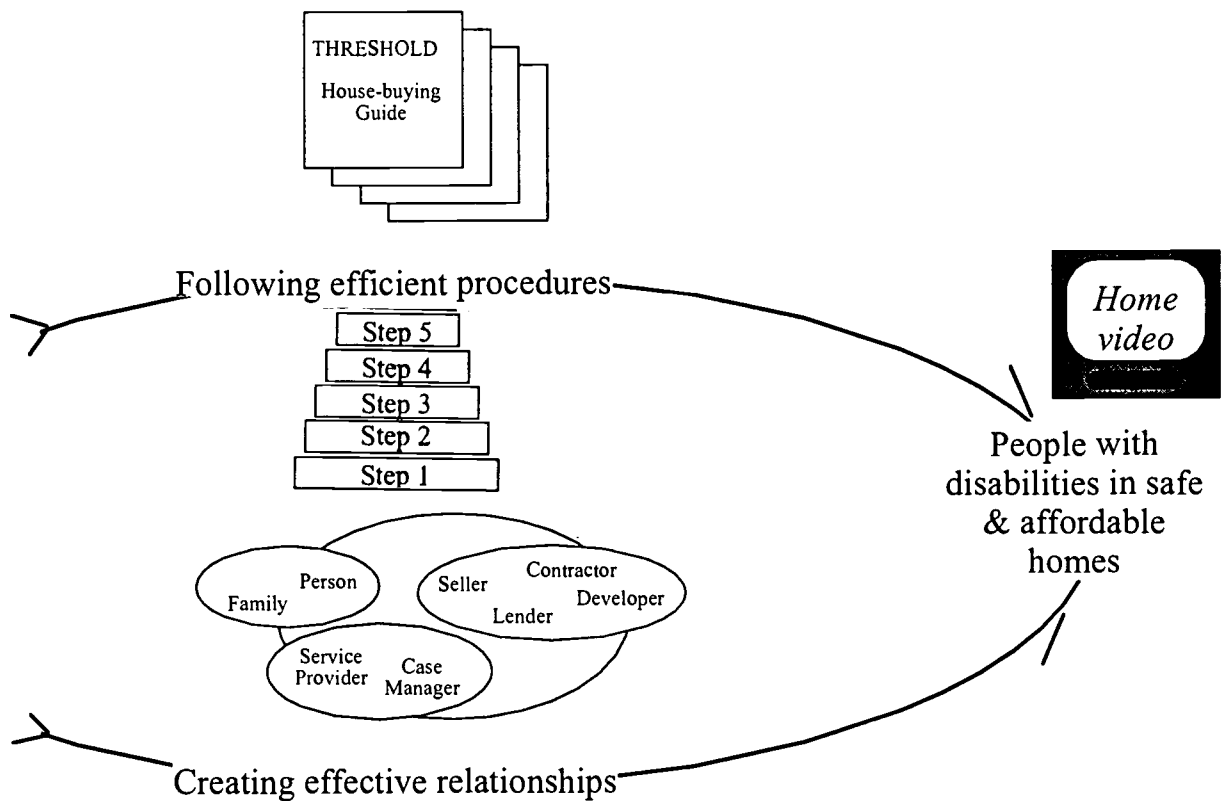 THRESHOLD
House-buying
Guide
Following efficient procedures
Step 5
Step 4
Step 3
Step 2
Step 1
Home
video
People with
disabilities in safe
& affordable
homes
Person
Family
Seller
Contractor
Developer
Lender
Service
Provider
Case
Manager
Creating effective relationships